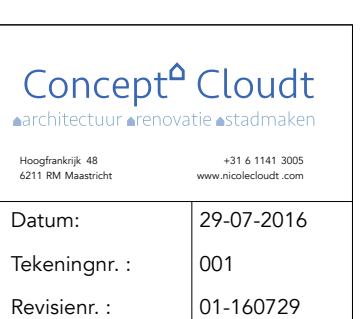 Concept Cloudt
architectuur renovatie stadmaken
Hoogfrankrijk 48 +31 6 1141 3005
6211 RM Maastricht www.nicolecloudt .com
Datum: 29-07-2016
Tekeningnr. : 001
Revisienr. : 01-160729